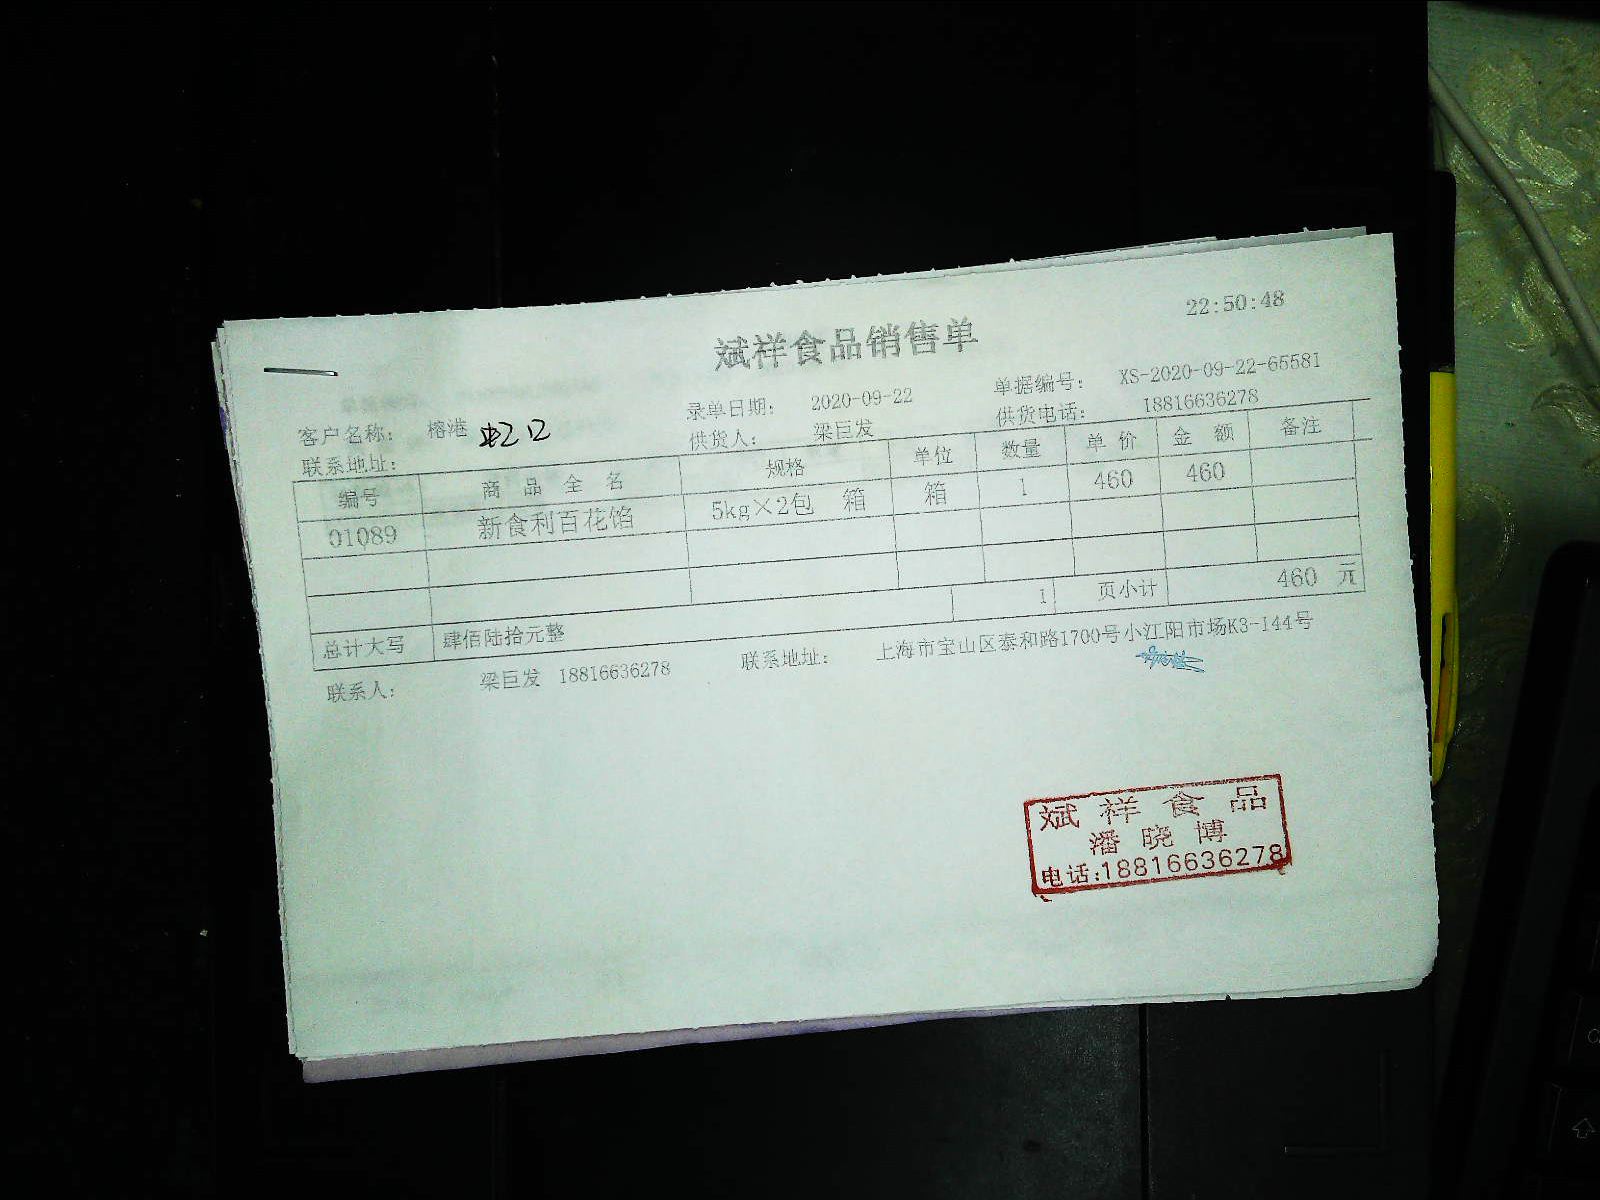 22:50:48
斌祥食品销售单
录单日期: 2020-09-22 单据编号: XS-2020-09-22-65581
客户名称: 榕港 供货人: 梁巨发 供货电话: 18816636278
联系地址:
编号 商品全名 规格 单位 数量 单价 金额 备注
01089 新食利百花馅 5kg×2包 箱 箱 1 460 460
1 页小计 460 元
总计大写 肆佰陆拾元整
联系人: 梁巨发 18816636278 联系地址: 上海市宝山区泰和路1700号小江阳市场K3-144号
斌祥食品
潘晓博
电话:18816636278